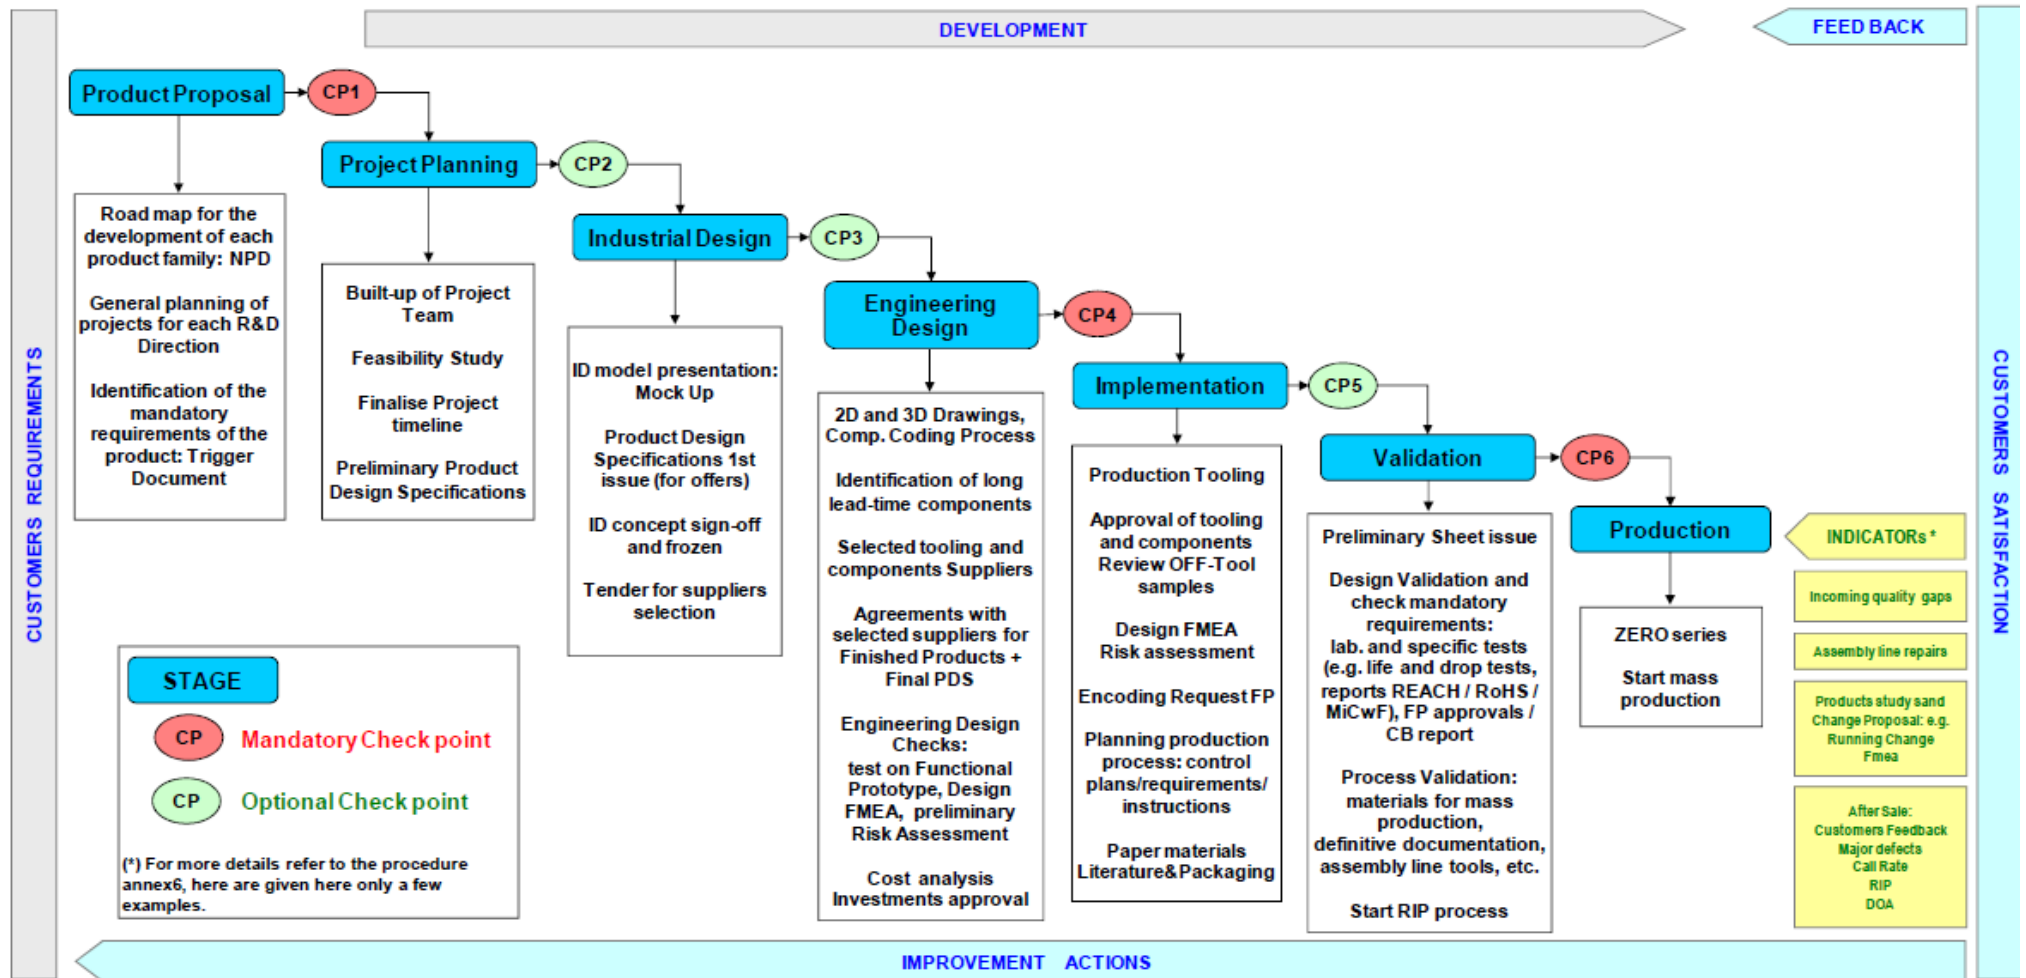 DEVELOPMENT
FEED BACK
CUSTOMERS REQUIREMENTS
Product Proposal
CP1
Road map for the
development of each
product family: NPD
General planning of
projects for each R&D
Direction
Identification of the
mandatory
requirements of the
product: Trigger
Document
Project Planning
CP2
Built-up of Project
Team
Feasibility Study
Finalise Project
timeline
Preliminary Product
Design Specifications
Industrial Design
CP3
ID model presentation:
Mock Up
Product Design
Specifications 1st
issue (for offers)
ID concept sign-off
and frozen
Tender for suppliers
selection
Engineering
Design
CP4
2D and 3D Drawings,
Comp. Coding Process
Identification of long
lead-time components
Selected tooling and
components Suppliers
Agreements with
selected suppliers for
Finished Products +
Final PDS
Engineering Design
Checks:
test on Functional
Prototype, Design
FMEA, preliminary
Risk Assessment
Cost analysis
Investments approval
Implementation
CP5
Production Tooling
Approval of tooling
and components
Review OFF-Tool
samples
Design FMEA
Risk assessment
Encoding Request FP
Planning production
process: control
plans/requirements/
instructions
Paper materials
Literature&Packaging
Validation
CP6
Preliminary Sheet issue
Design Validation and
check mandatory
requirements:
lab. and specific tests
(e.g. life and drop tests,
reports REACH / RoHS /
MiCwF), FP approvals /
CB report
Process Validation:
materials for mass
production,
definitive documentation,
assembly line tools, etc.
Start RIP process
Production
ZERO series
Start mass
production
INDICATORs *
Incoming quality gaps
Assembly line repairs
Products study sand
Change Proposal: e.g.
Running Change
Fmea
After Sale:
Customers Feedback
Major defects
Call Rate
RIP
DOA
CUSTOMERS SATISFACTION
STAGE
CP Mandatory Check point
CP Optional Check point
(*) For more details refer to the procedure
annex6, here are given here only a few
examples.
IMPROVEMENT ACTIONS